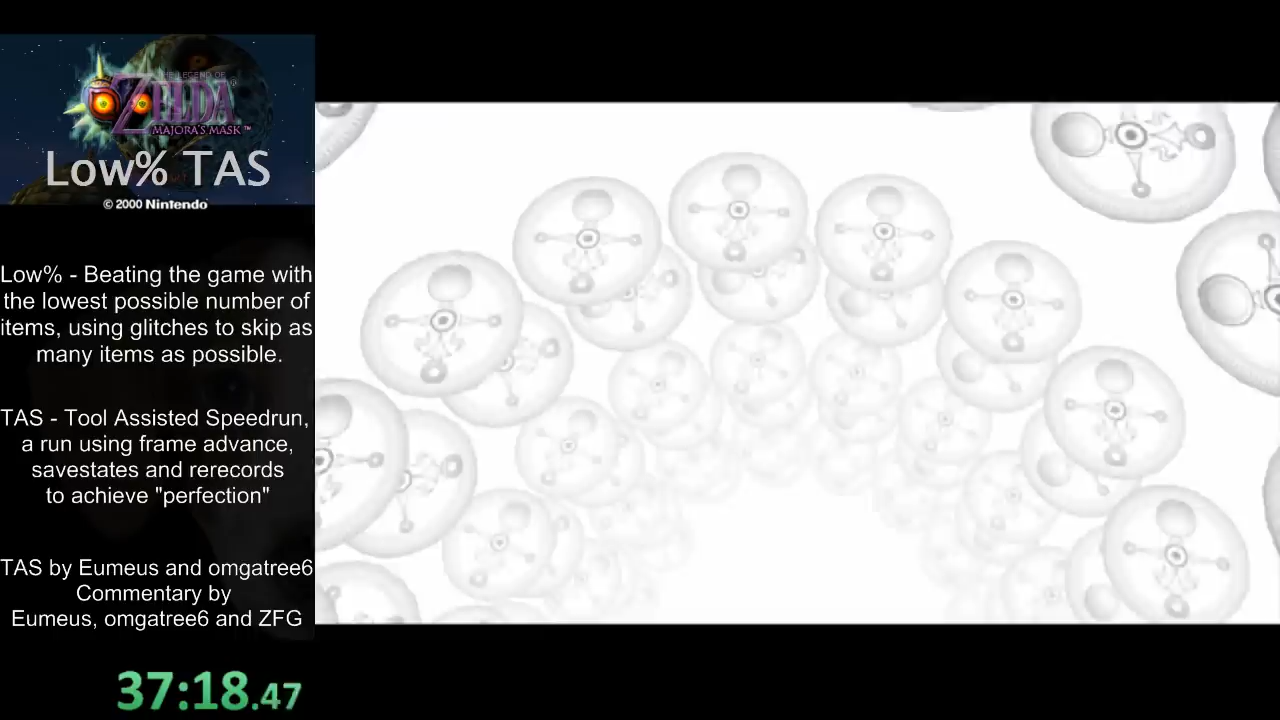 THE LEGEND OF
ZELDA
MAJORA'S MASK™
Low% TAS
© 2000 Nintendo
Low% - Beating the game with
the lowest possible number of
items, using glitches to skip as
many items as possible.
TAS - Tool Assisted Speedrun,
a run using frame advance,
savestates and rerecords
to achieve "perfection"
TAS by Eumeus and omgatree6
Commentary by
Eumeus, omgatree6 and ZFG
37:18.47